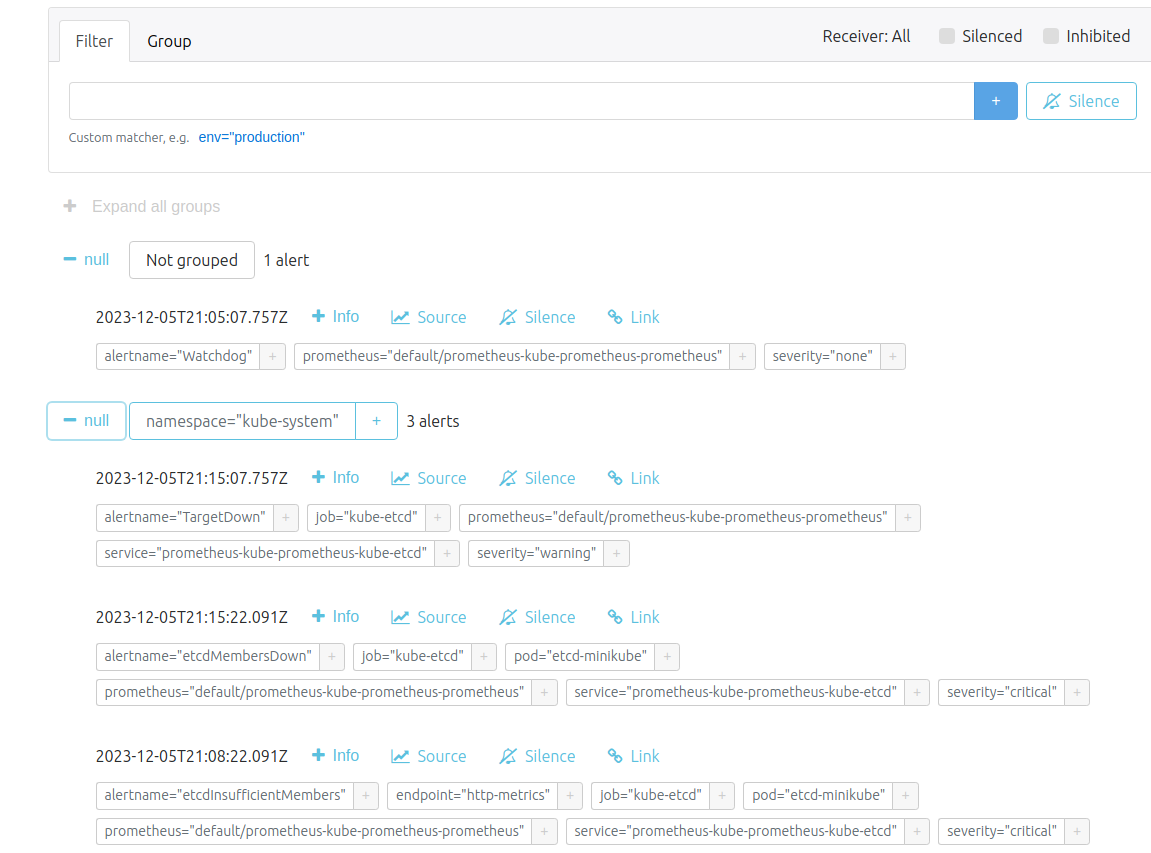 Filter Group Receiver: All Silenced Inhibited
+ Silence
Custom matcher, e.g. env="production"
+ Expand all groups
− null Not grouped 1 alert
2023-12-05T21:05:07.757Z + Info Source Silence Link
alertname="Watchdog" + prometheus="default/prometheus-kube-prometheus-prometheus" + severity="none" +
− null namespace="kube-system" + 3 alerts
2023-12-05T21:15:07.757Z + Info Source Silence Link
alertname="TargetDown" + job="kube-etcd" + prometheus="default/prometheus-kube-prometheus-prometheus" +
service="prometheus-kube-prometheus-kube-etcd" + severity="warning" +
2023-12-05T21:15:22.091Z + Info Source Silence Link
alertname="etcdMembersDown" + job="kube-etcd" + pod="etcd-minikube" +
prometheus="default/prometheus-kube-prometheus-prometheus" + service="prometheus-kube-prometheus-kube-etcd" + severity="critical" +
2023-12-05T21:08:22.091Z + Info Source Silence Link
alertname="etcdInsufficientMembers" + endpoint="http-metrics" + job="kube-etcd" + pod="etcd-minikube" +
prometheus="default/prometheus-kube-prometheus-prometheus" + service="prometheus-kube-prometheus-kube-etcd" + severity="critical" +